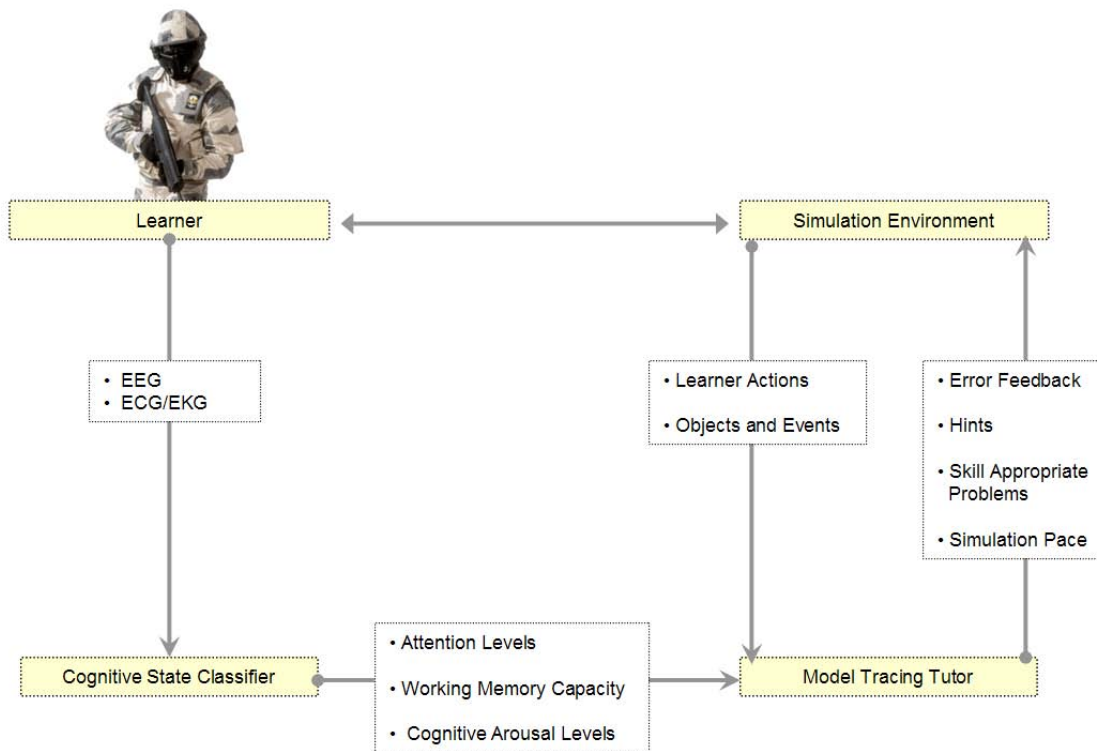 Learner
Simulation Environment
• EEG
• ECG/EKG
• Learner Actions
• Objects and Events
• Error Feedback
• Hints
• Skill Appropriate
Problems
• Simulation Pace
Cognitive State Classifier
• Attention Levels
• Working Memory Capacity
• Cognitive Arousal Levels
Model Tracing Tutor